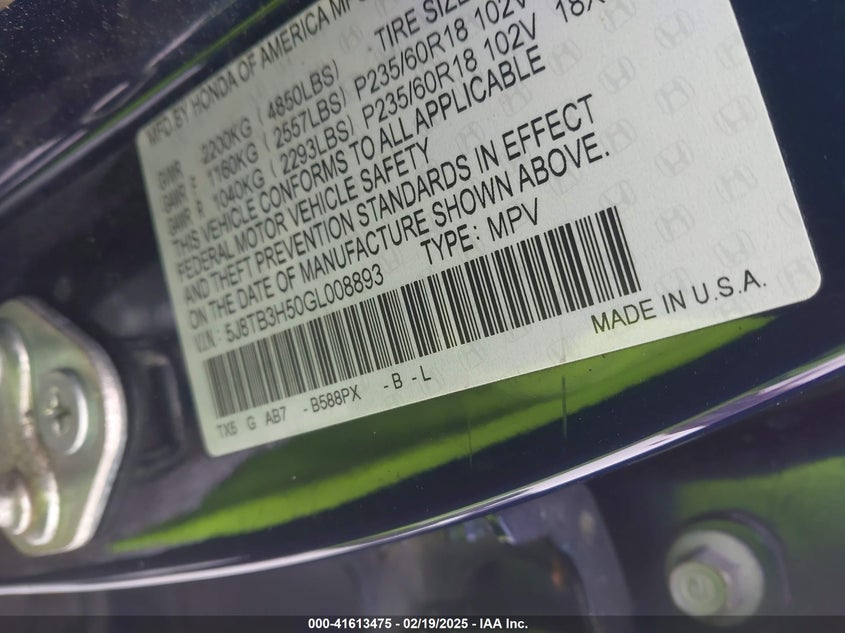 MFD. BY HONDA OF AMERICA MFG
TIRE SIZE
GVWR 2200KG (4850LBS)
GAWR F 1160KG (2557LBS) P235/60R18 102V 18X
GAWR R 1040KG (2293LBS) P235/60R18 102V
THIS VEHICLE CONFORMS TO ALL APPLICABLE
FEDERAL MOTOR VEHICLE SAFETY
AND THEFT PREVENTION STANDARDS IN EFFECT
ON THE DATE OF MANUFACTURE SHOWN ABOVE.
V.I.N.: 5J8TB3H50GL008893 TYPE: MPV
TX5 G AB7 -B588PX -B -L
MADE IN U.S.A.
000-41613475 - 02/19/2025 - IAA Inc.